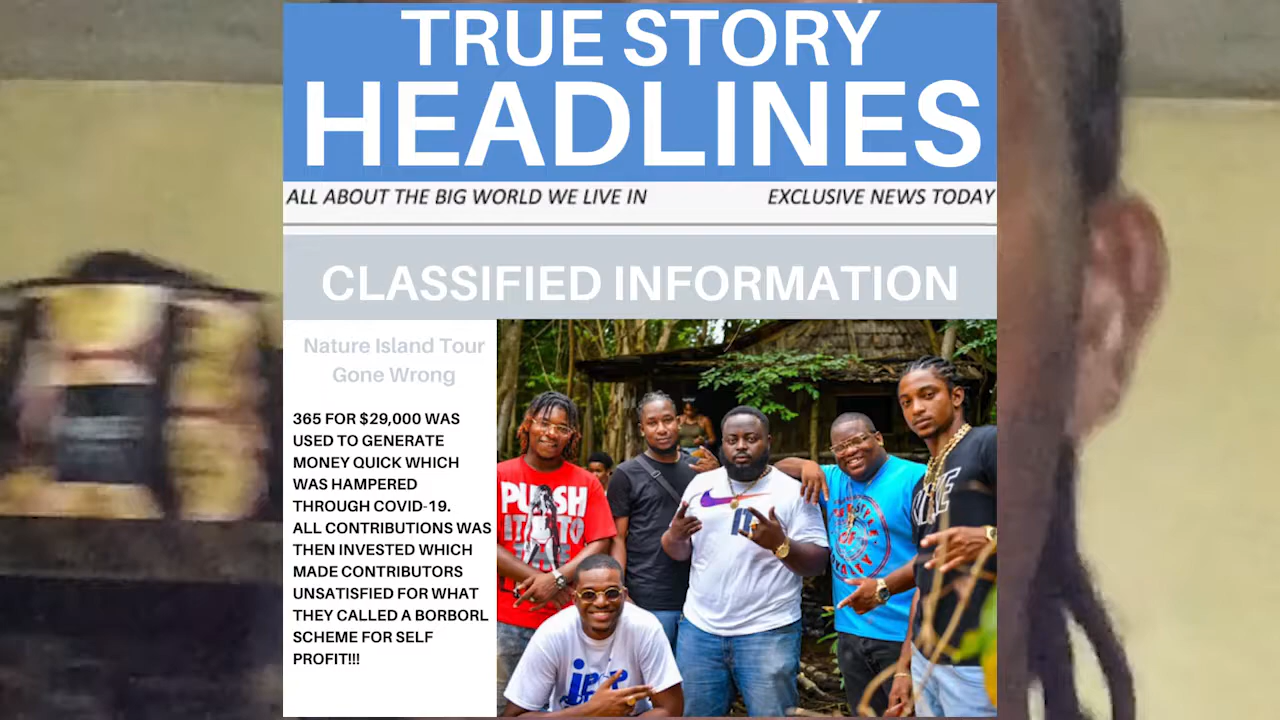 TRUE STORY
HEADLINES
ALL ABOUT THE BIG WORLD WE LIVE IN
EXCLUSIVE NEWS TODAY
CLASSIFIED INFORMATION
Nature Island Tour
Gone Wrong
365 FOR $29,000 WAS
USED TO GENERATE
MONEY QUICK WHICH
WAS HAMPERED
THROUGH COVID-19.
ALL CONTRIBUTIONS WAS
THEN INVESTED WHICH
MADE CONTRIBUTORS
UNSATISFIED FOR WHAT
THEY CALLED A BORBORL
SCHEME FOR SELF
PROFIT!!!
PUSH
IT TO